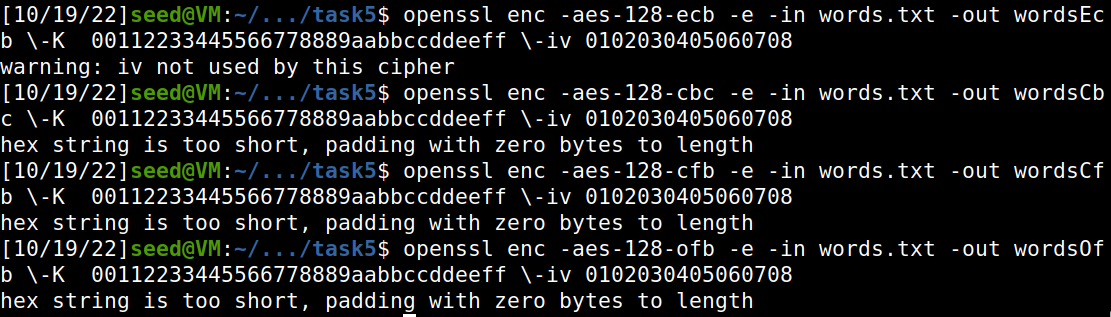 [10/19/22]seed@VM:~/.../task5$ openssl enc -aes-128-ecb -e -in words.txt -out wordsEc
b \-K  00112233445566778889aabbccddeeff \-iv 0102030405060708
warning: iv not used by this cipher
[10/19/22]seed@VM:~/.../task5$ openssl enc -aes-128-cbc -e -in words.txt -out wordsCb
c \-K  00112233445566778889aabbccddeeff \-iv 0102030405060708
hex string is too short, padding with zero bytes to length
[10/19/22]seed@VM:~/.../task5$ openssl enc -aes-128-cfb -e -in words.txt -out wordsCf
b \-K  00112233445566778889aabbccddeeff \-iv 0102030405060708
hex string is too short, padding with zero bytes to length
[10/19/22]seed@VM:~/.../task5$ openssl enc -aes-128-ofb -e -in words.txt -out wordsOf
b \-K  00112233445566778889aabbccddeeff \-iv 0102030405060708
hex string is too short, padding with zero bytes to length